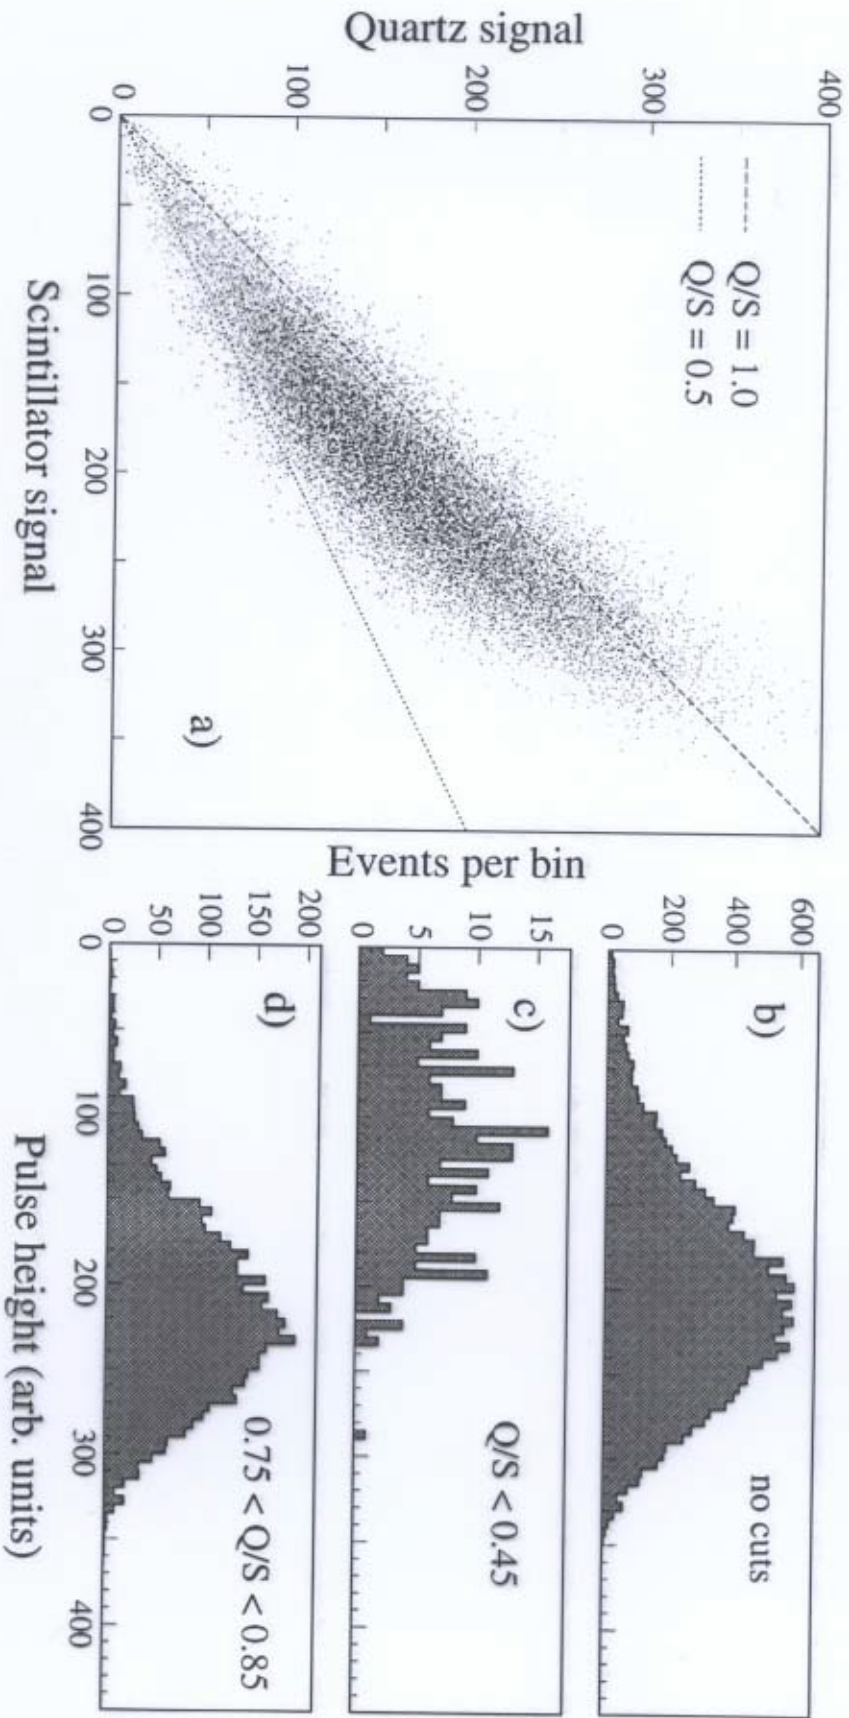 Quartz signal
400
300
200
100
0
Q/S = 1.0
Q/S = 0.5
a)
0
100
200
300
400
Scintillator signal
Events per bin
600
400
200
0
b)
no cuts
15
10
5
0
c)
Q/S < 0.45
200
150
100
50
0
d)
0.75 < Q/S < 0.85
0
100
200
300
400
Pulse height (arb. units)